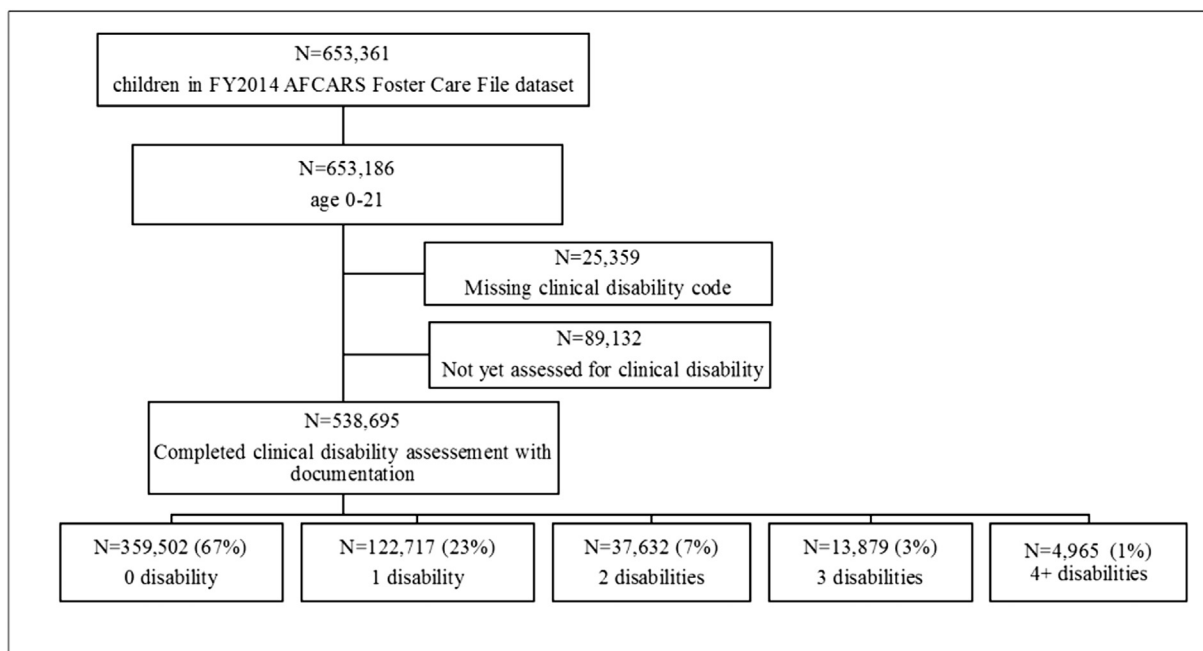 N=653,361
children in FY2014 AFCARS Foster Care File dataset
N=653,186
age 0-21
N=25,359
Missing clinical disability code
N=89,132
Not yet assessed for clinical disability
N=538,695
Completed clinical disability assessment with
documentation
N=359,502 (67%)
0 disability
N=122,717 (23%)
1 disability
N=37,632 (7%)
2 disabilities
N=13,879 (3%)
3 disabilities
N=4,965 (1%)
4+ disabilities